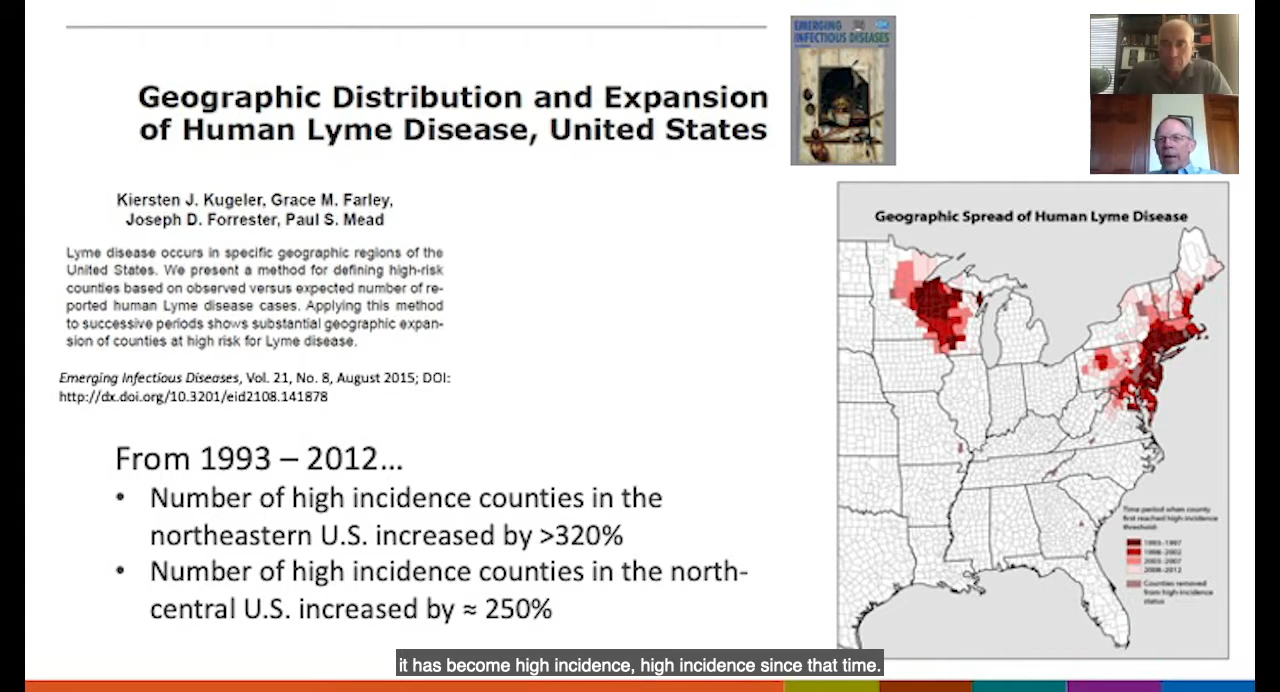 EMERGING
INFECTIOUS DISEASES
Geographic Distribution and Expansion
of Human Lyme Disease, United States
Kiersten J. Kugeler, Grace M. Farley,
Joseph D. Forrester, Paul S. Mead
Lyme disease occurs in specific geographic regions of the
United States. We present a method for defining high-risk
counties based on observed versus expected number of re-
ported human Lyme disease cases. Applying this method
to successive periods shows substantial geographic expan-
sion of counties at high risk for Lyme disease.
Emerging Infectious Diseases, Vol. 21, No. 8, August 2015; DOI:
http://dx.doi.org/10.3201/eid2108.141878
From 1993 – 2012...
• Number of high incidence counties in the
northeastern U.S. increased by >320%
• Number of high incidence counties in the north-
central U.S. increased by ≈ 250%
Geographic Spread of Human Lyme Disease
Time period when county
first reached high-incidence
threshold:
1993–1997
1998–2002
2003–2007
2008–2012
Counties removed
from high-incidence
status
it has become high incidence, high incidence since that time.